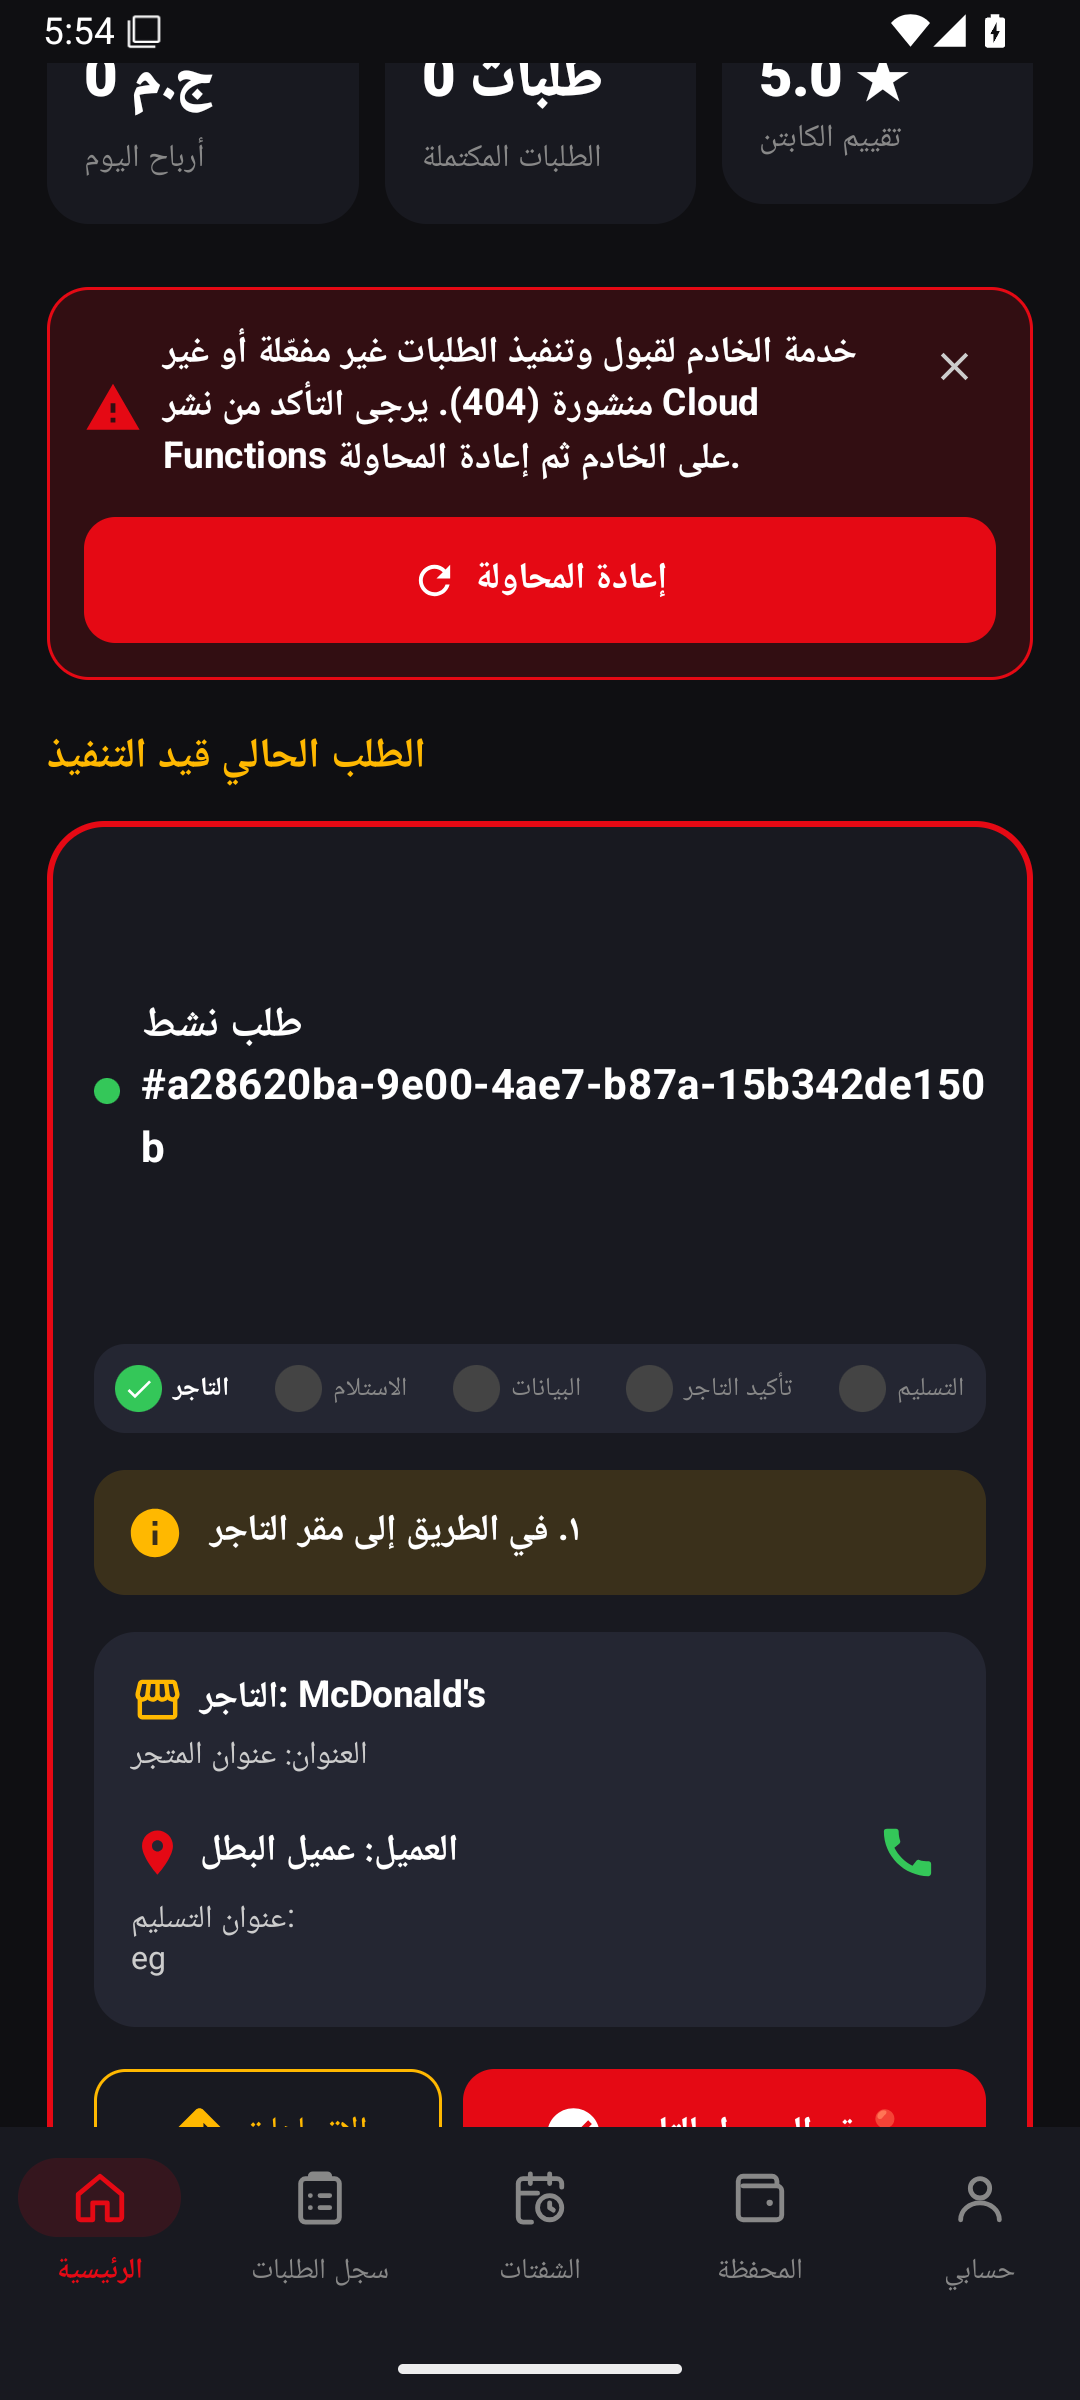 5:54
0 ج.م
أرباح اليوم
0 طلبات
الطلبات المكتملة
5.0 ★
تقييم الكابتن
خدمة الخادم لقبول وتنفيذ الطلبات غير مفعّلة أو غير
منشورة (404). يرجى التأكد من نشر Cloud
Functions على الخادم ثم إعادة المحاولة.
إعادة المحاولة
الطلب الحالي قيد التنفيذ
طلب نشط
#a28620ba-9e00-4ae7-b87a-15b342de150
b
التاجر
الاستلام
البيانات
تأكيد التاجر
التسليم
١. في الطريق إلى مقر التاجر
التاجر: McDonald's
العنوان: عنوان المتجر
العميل: عميل البطل
عنوان التسليم:
eg
الرئيسية
سجل الطلبات
الشفتات
المحفظة
حسابي